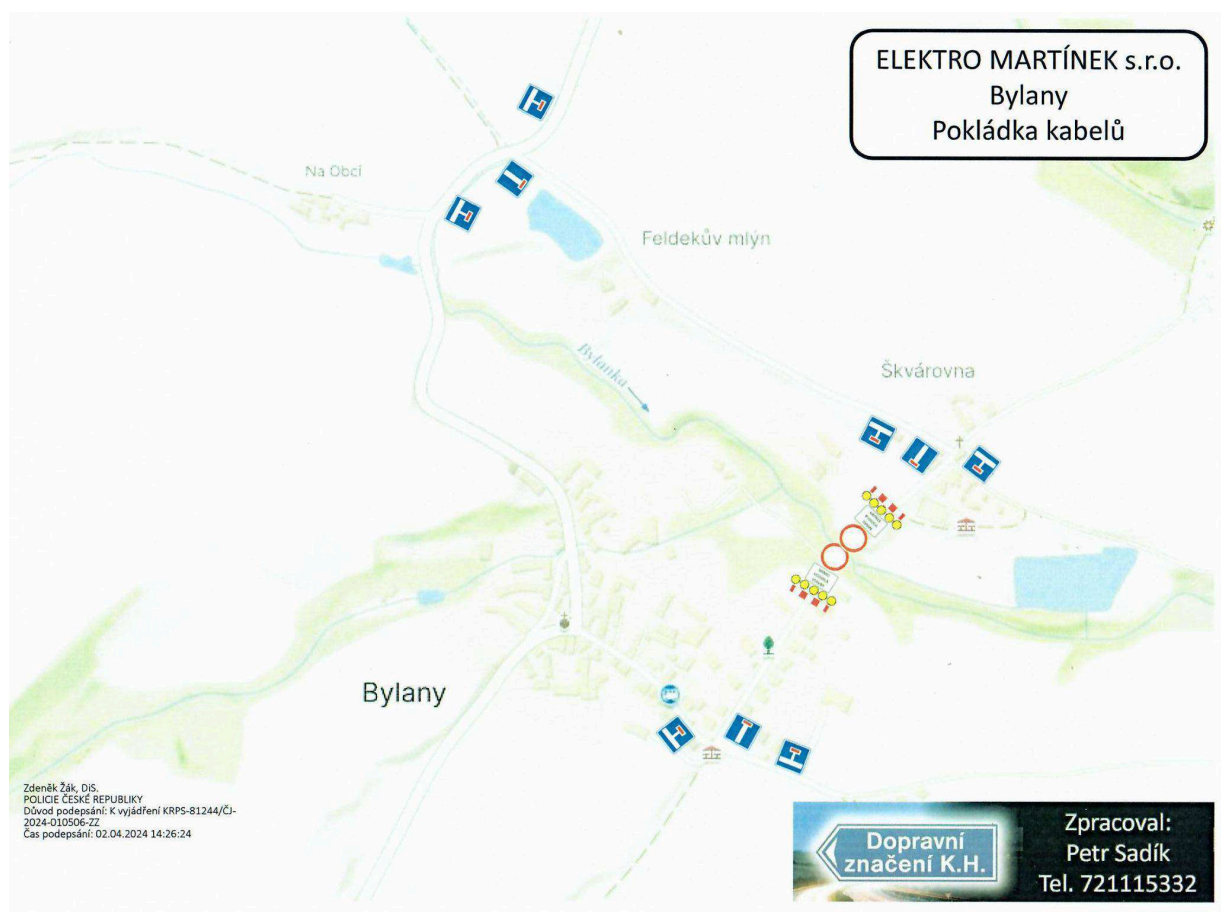 ELEKTRO MARTÍNEK s.r.o.
Bylany
Pokládka kabelů
Na Obci
Feldekův mlýn
Bylanka
Škvárovna
Bylany
Zdeněk Žák, DiS.
POLICIE ČESKÉ REPUBLIKY
Důvod podepsání: K vyjádření KRPS-81244/ČJ-
2024-010506-ZZ
Čas podepsání: 02.04.2024 14:26:24
Dopravní
značení K.H.
Zpracoval:
Petr Sadík
Tel. 721115332